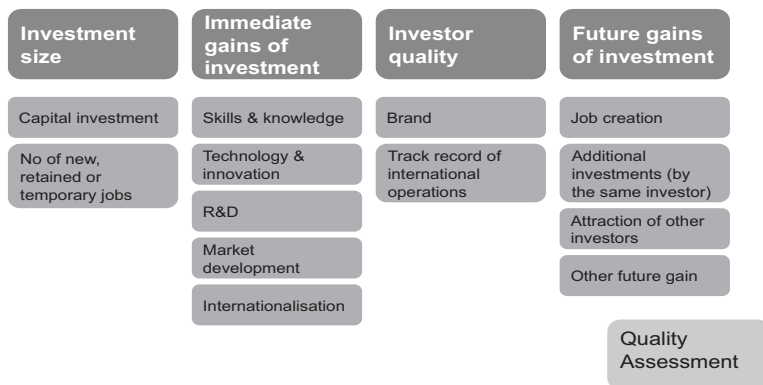 Investment
size
Capital investment
No of new,
retained or
temporary jobs
Immediate
gains of
investment
Skills & knowledge
Technology &
innovation
R&D
Market
development
Internationalisation
Investor
quality
Brand
Track record of
international
operations
Future gains
of investment
Job creation
Additional
investments (by
the same investor)
Attraction of other
investors
Other future gain
Quality
Assessment